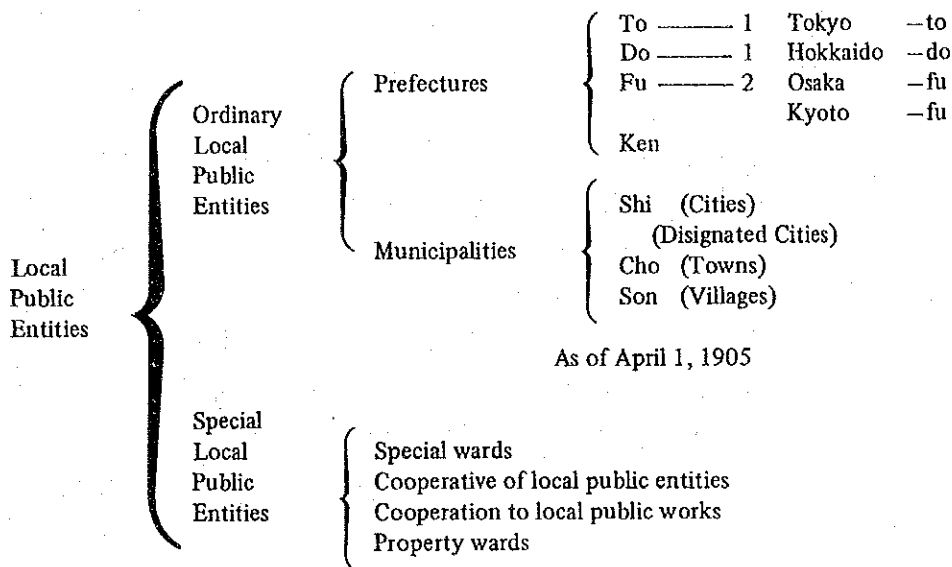 Local
Public
Entities
Ordinary
Local
Public
Entities
Prefectures
To — 1 Tokyo –to
Do — 1 Hokkaido –do
Fu — 2 Osaka –fu
Kyoto –fu
Ken
Municipalities
Shi (Cities)
(Disignated Cities)
Cho (Towns)
Son (Villages)
As of April 1, 1905
Special
Local
Public
Entities
Special wards
Cooperative of local public entities
Cooperation to local public works
Property wards